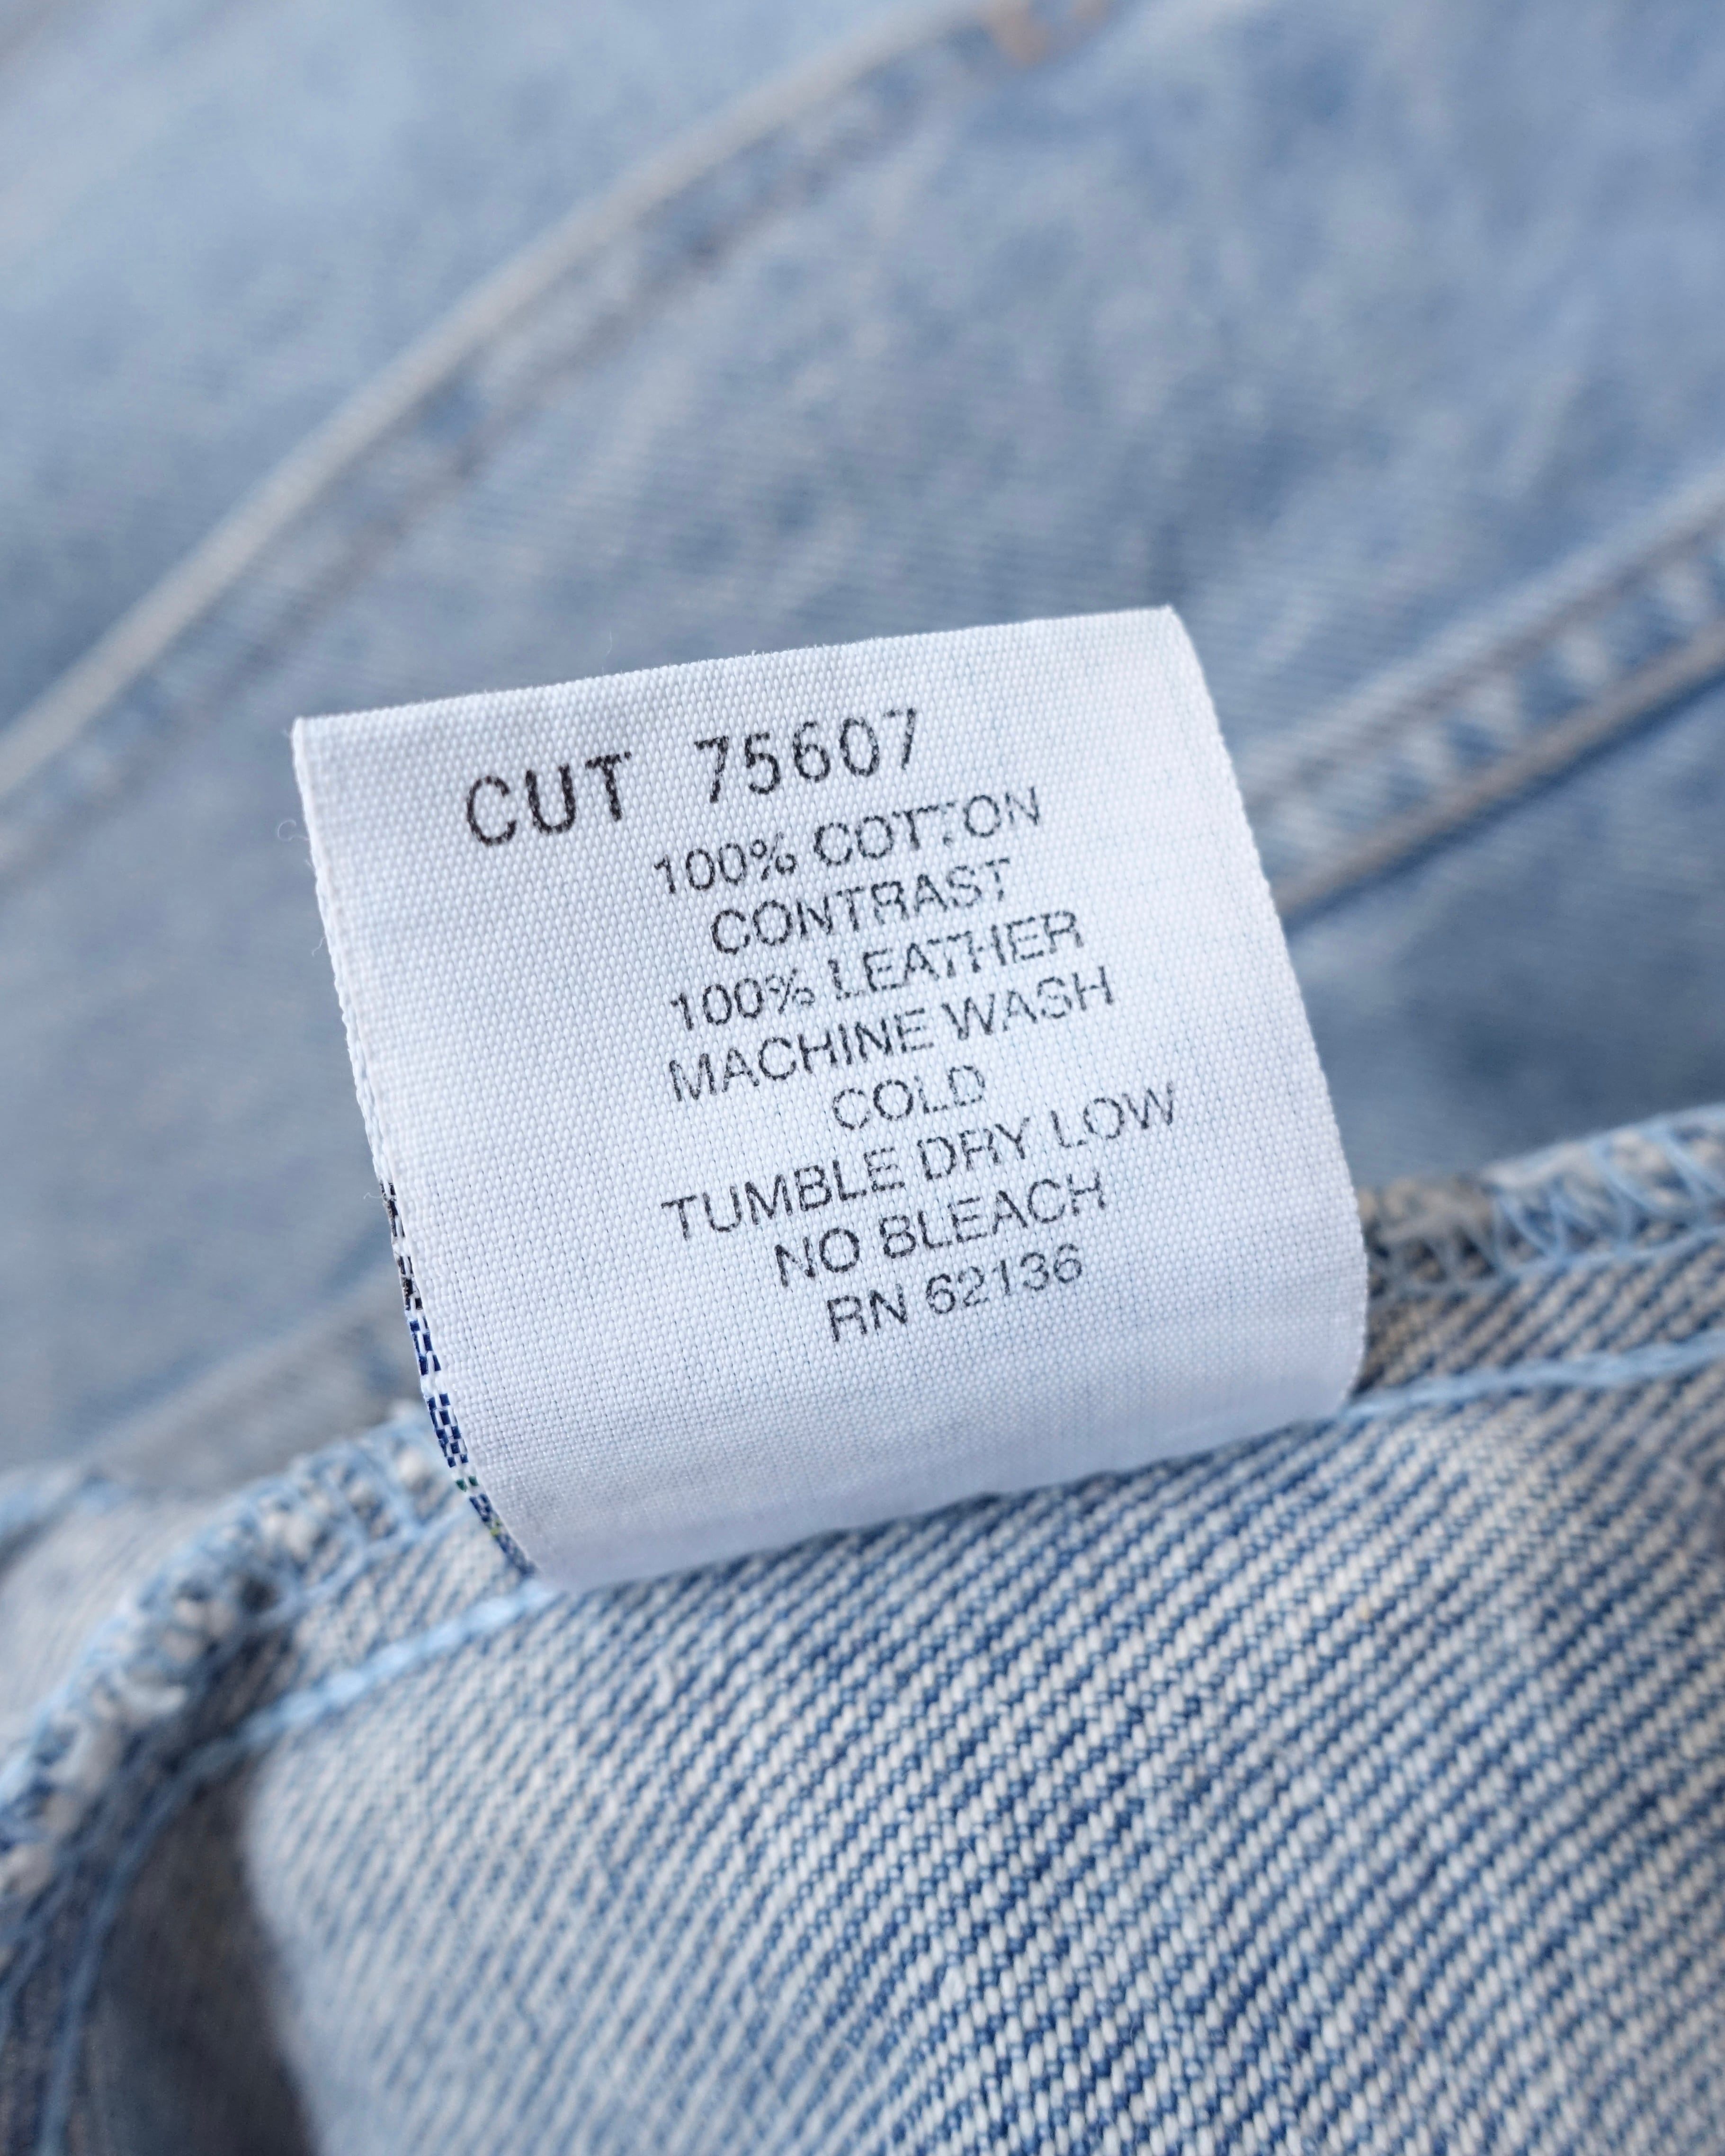 CUT 75607
100% COTTON
CONTRAST
100% LEATHER
MACHINE WASH
COLD
TUMBLE DRY LOW
NO BLEACH
RN 62136